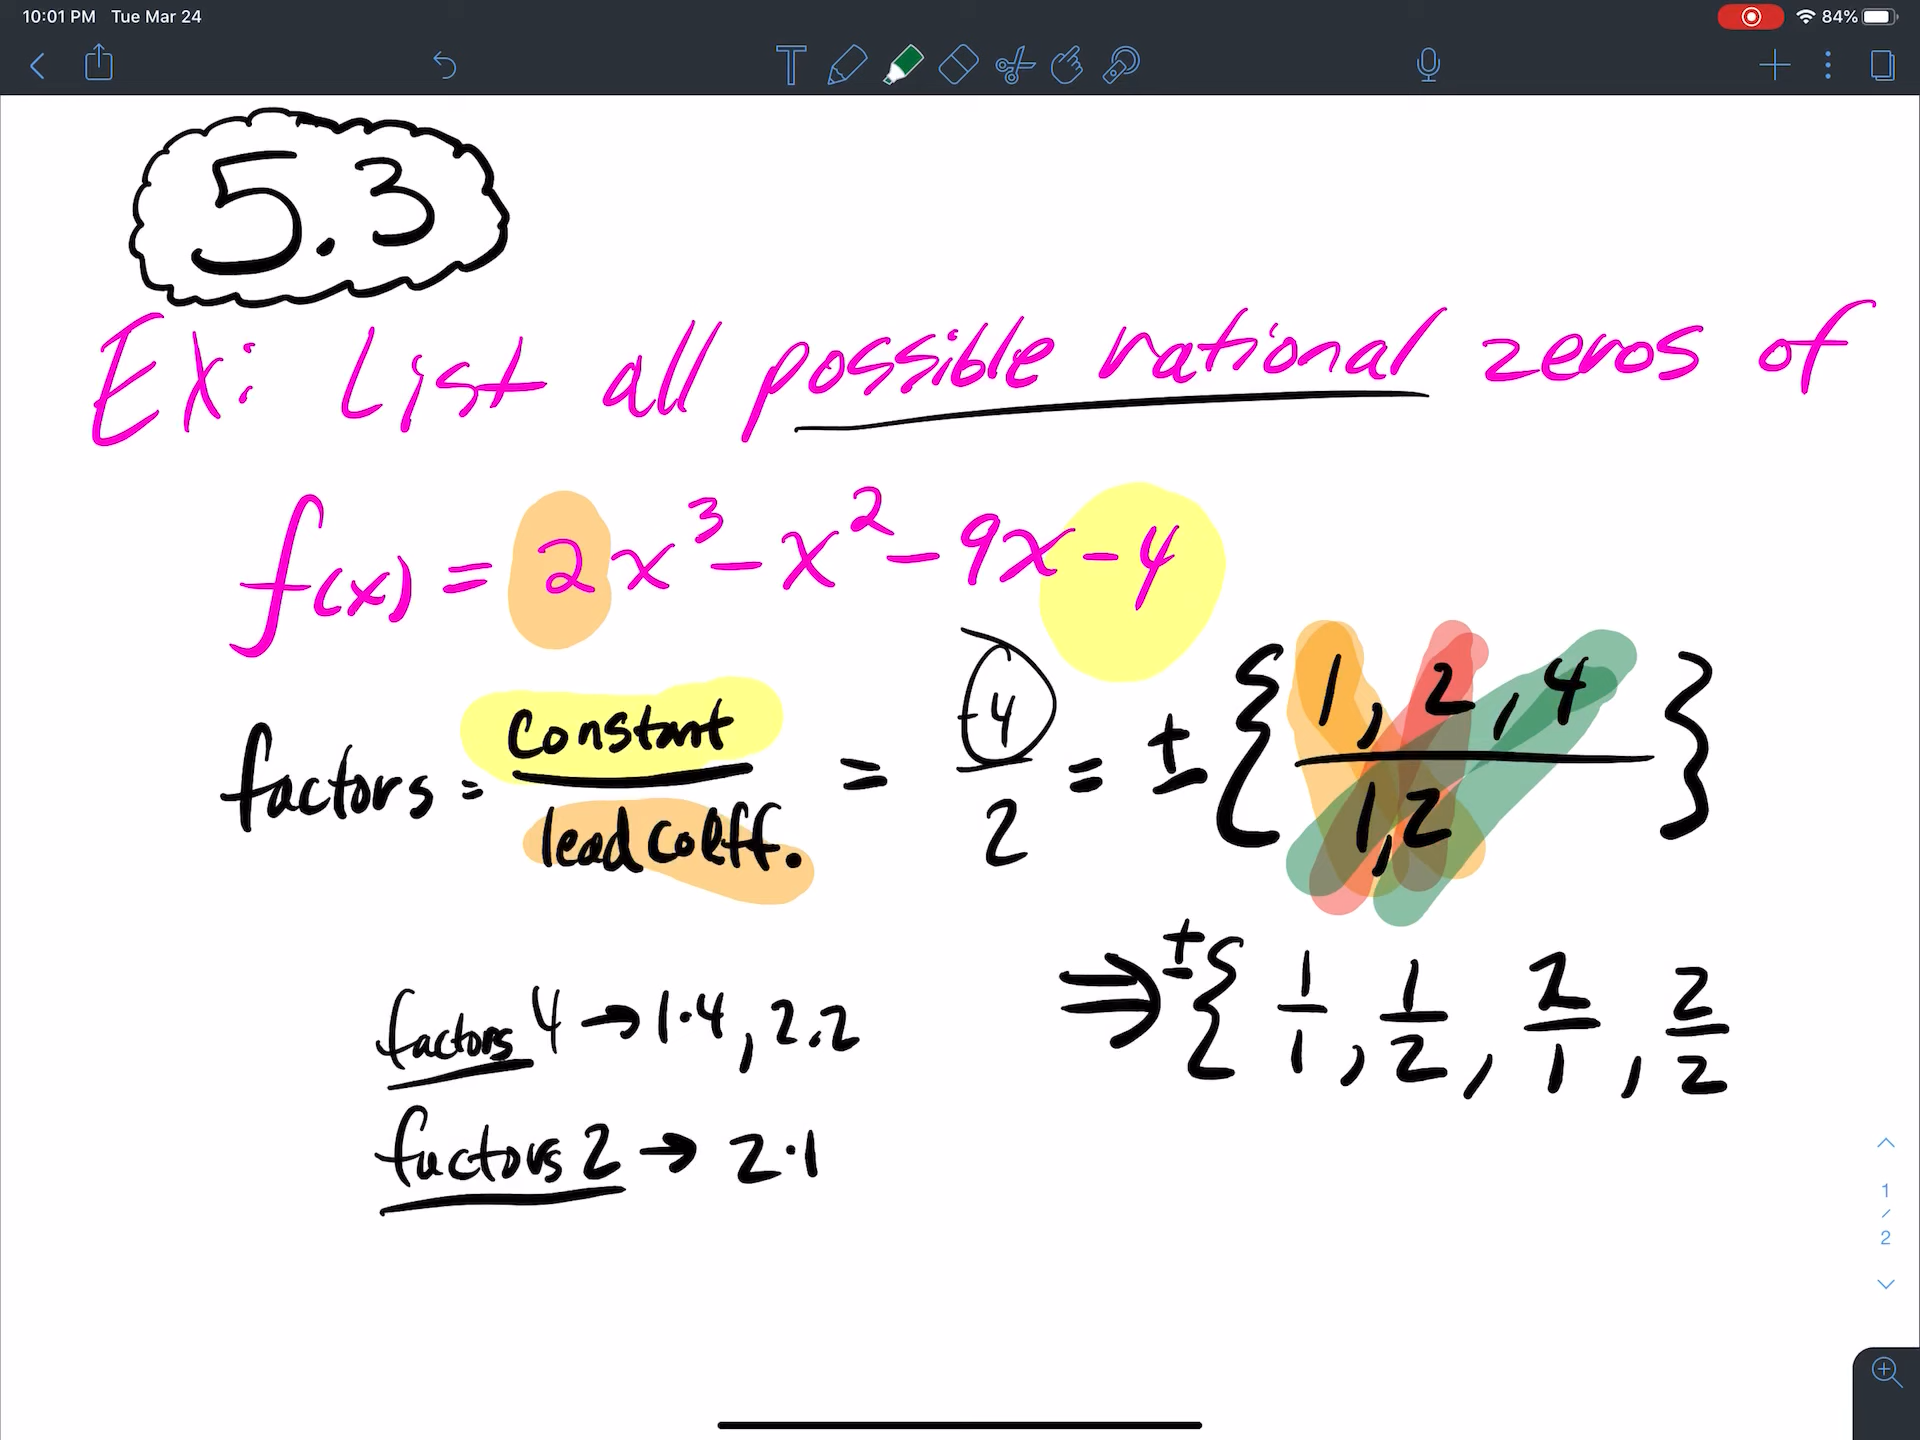 10:01 PM Tue Mar 24 84%
5.3
Ex: List all possible rational zeros of
f(x) = 2x³ - x² - 9x - 4
factors = constant / lead coeff. = -4 / 2 = ± { 1, 2, 4 / 1, 2 }
⇒ ± { 1/1, 1/2, 2/1, 2/2
factors 4 → 1·4, 2·2
factors 2 → 2·1
1
/
2